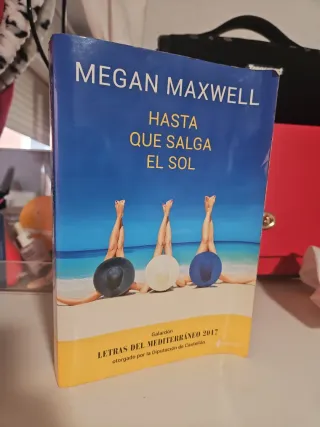 MEGAN MAXWELL
HASTA
QUE SALGA
EL SOL
Galardón
LETRAS DEL MEDITERRÁNEO 2017
otorgado por la Diputación de Castellón